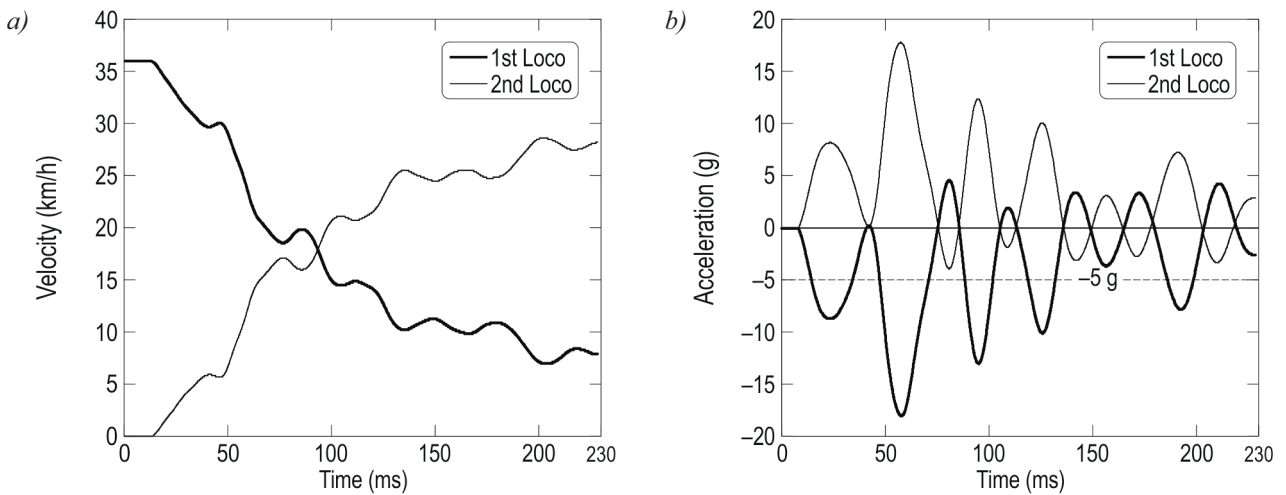 a)
Velocity (km/h)
40
35
30
25
20
15
10
5
0
0 50 100 150 200 230
Time (ms)
1st Loco
2nd Loco
b)
Acceleration (g)
20
15
10
5
0
–5
–10
–15
–20
0 50 100 150 200 230
Time (ms)
1st Loco
2nd Loco
–5 g